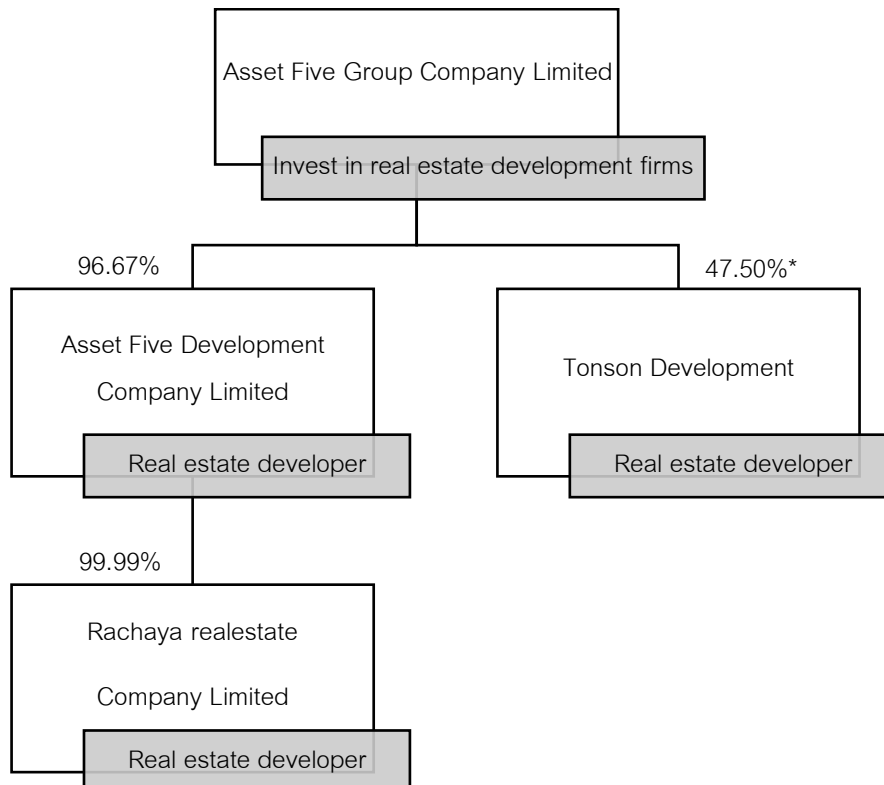 Asset Five Group Company Limited
Invest in real estate development firms
96.67%
47.50%*
Asset Five Development
Company Limited
Real estate developer
Tonson Development
Real estate developer
99.99%
Rachaya realestate
Company Limited
Real estate developer